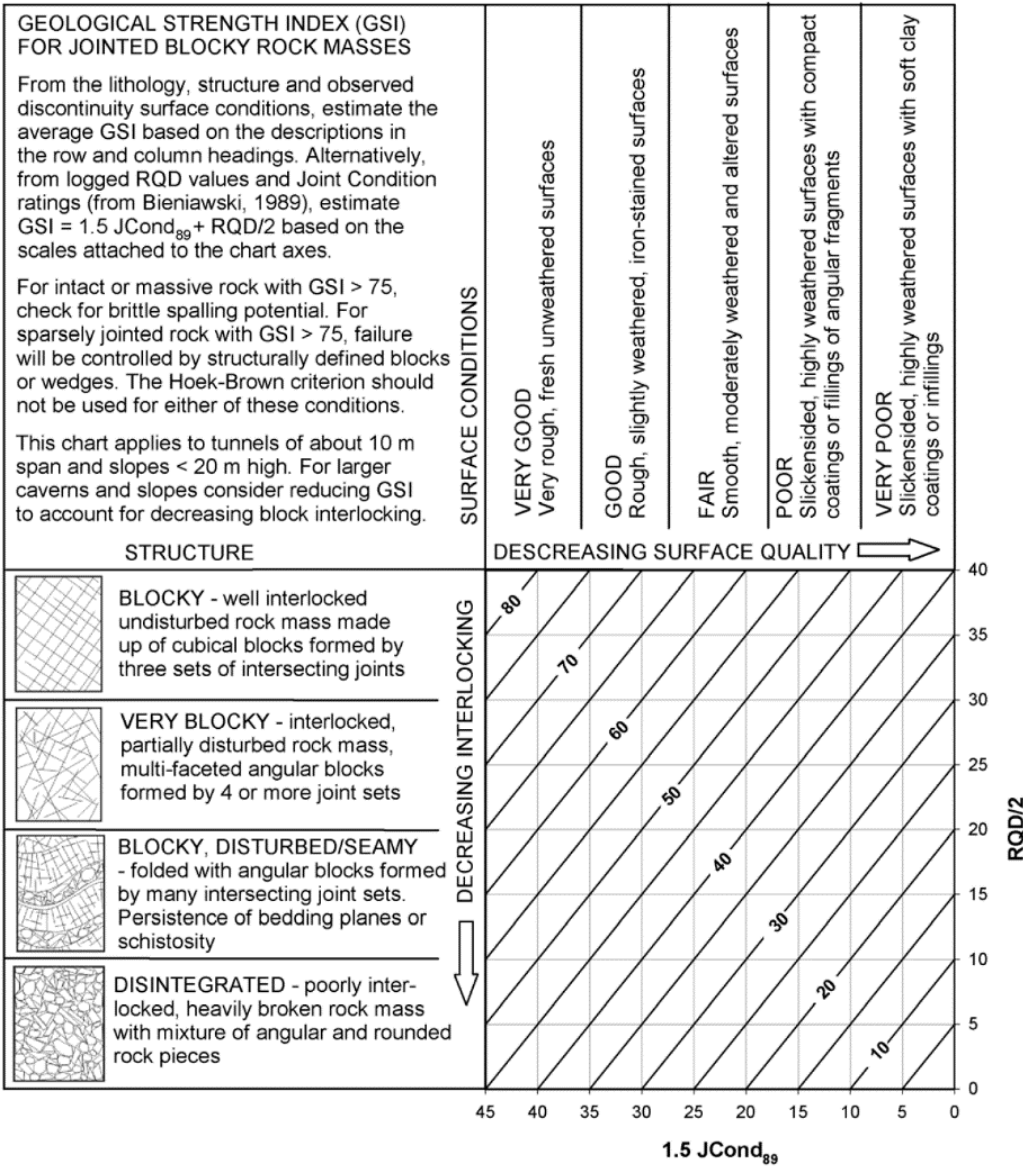 GEOLOGICAL STRENGTH INDEX (GSI)
FOR JOINTED BLOCKY ROCK MASSES
From the lithology, structure and observed
discontinuity surface conditions, estimate the
average GSI based on the descriptions in
the row and column headings. Alternatively,
from logged RQD values and Joint Condition
ratings (from Bieniawski, 1989), estimate
GSI = 1.5 JCond89 + RQD/2 based on the
scales attached to the chart axes.
For intact or massive rock with GSI > 75,
check for brittle spalling potential. For
sparsely jointed rock with GSI > 75, failure
will be controlled by structurally defined blocks
or wedges. The Hoek-Brown criterion should
not be used for either of these conditions.
This chart applies to tunnels of about 10 m
span and slopes < 20 m high. For larger
caverns and slopes consider reducing GSI
to account for decreasing block interlocking.
SURFACE CONDITIONS
VERY GOOD
Very rough, fresh unweathered surfaces
GOOD
Rough, slightly weathered, iron-stained surfaces
FAIR
Smooth, moderately weathered and altered surfaces
POOR
Slickensided, highly weathered surfaces with compact
coatings or fillings of angular fragments
VERY POOR
Slickensided, highly weathered surfaces with soft clay
coatings or infillings
STRUCTURE
DESCREASING SURFACE QUALITY
BLOCKY - well interlocked
undisturbed rock mass made
up of cubical blocks formed by
three sets of intersecting joints
VERY BLOCKY - interlocked,
partially disturbed rock mass,
multi-faceted angular blocks
formed by 4 or more joint sets
BLOCKY, DISTURBED/SEAMY
- folded with angular blocks formed
by many intersecting joint sets.
Persistence of bedding planes or
schistosity
DISINTEGRATED - poorly inter-
locked, heavily broken rock mass
with mixture of angular and rounded
rock pieces
DECREASING INTERLOCKING
80
70
60
50
40
30
20
10
40
35
30
25
20
15
10
5
0
RQD/2
45 40 35 30 25 20 15 10 5 0
1.5 JCond89